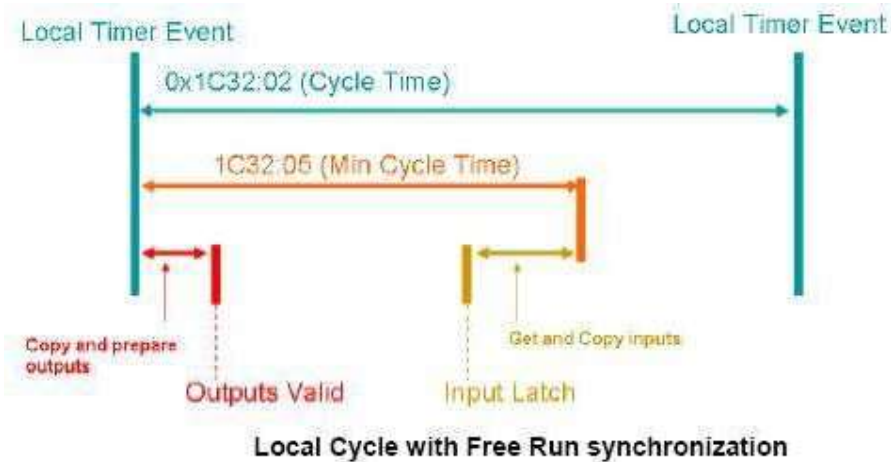 Local Timer Event
Local Timer Event
0x1C32:02 (Cycle Time)
1C32:05 (Min Cycle Time)
Copy and prepare
outputs
Get and Copy inputs
Outputs Valid
Input Latch
Local Cycle with Free Run synchronization